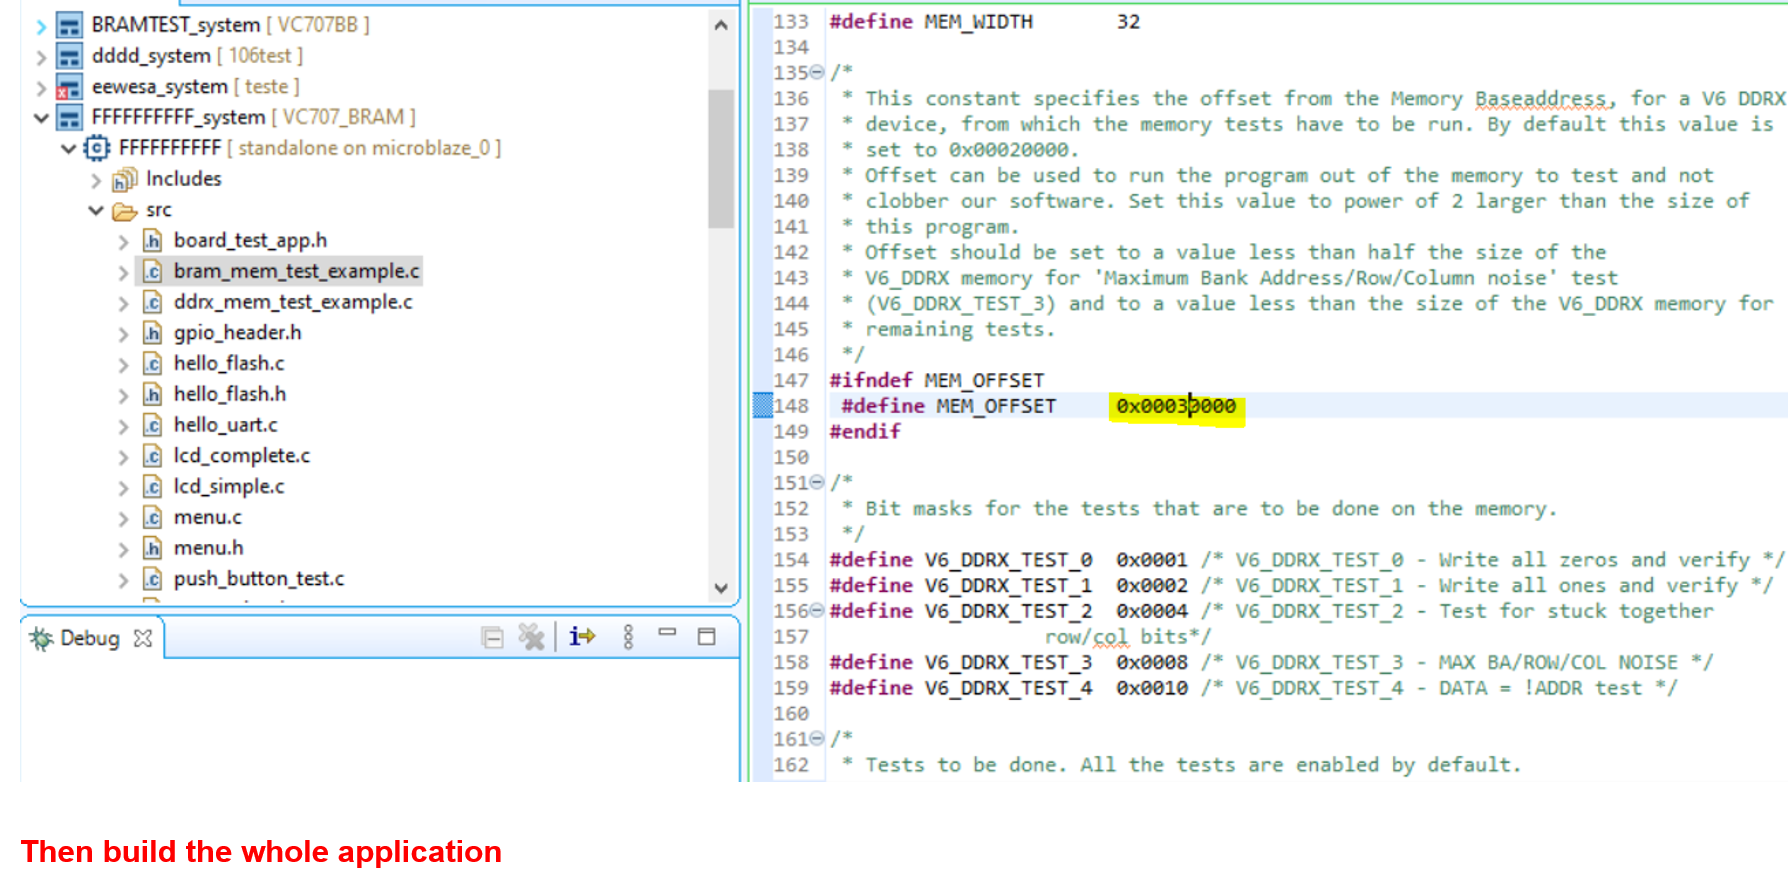 BRAMTEST_system [ VC707BB ]
dddd_system [ 106test ]
eewesa_system [ teste ]
FFFFFFFFFF_system [ VC707_BRAM ]
FFFFFFFFFF [ standalone on microblaze_0 ]
Includes
src
board_test_app.h
bram_mem_test_example.c
ddrx_mem_test_example.c
gpio_header.h
hello_flash.c
hello_flash.h
hello_uart.c
lcd_complete.c
lcd_simple.c
menu.c
menu.h
push_button_test.c
Debug
133 #define MEM_WIDTH 32
134
135 /*
136 * This constant specifies the offset from the Memory Baseaddress, for a V6 DDRX
137 * device, from which the memory tests have to be run. By default this value is
138 * set to 0x00020000.
139 * Offset can be used to run the program out of the memory to test and not
140 * clobber our software. Set this value to power of 2 larger than the size of
141 * this program.
142 * Offset should be set to a value less than half the size of the
143 * V6_DDRX memory for 'Maximum Bank Address/Row/Column noise' test
144 * (V6_DDRX_TEST_3) and to a value less than the size of the V6_DDRX memory for
145 * remaining tests.
146 */
147 #ifndef MEM_OFFSET
148 #define MEM_OFFSET 0x00030000
149 #endif
150
151 /*
152 * Bit masks for the tests that are to be done on the memory.
153 */
154 #define V6_DDRX_TEST_0 0x0001 /* V6_DDRX_TEST_0 - Write all zeros and verify */
155 #define V6_DDRX_TEST_1 0x0002 /* V6_DDRX_TEST_1 - Write all ones and verify */
156 #define V6_DDRX_TEST_2 0x0004 /* V6_DDRX_TEST_2 - Test for stuck together
157 row/col bits*/
158 #define V6_DDRX_TEST_3 0x0008 /* V6_DDRX_TEST_3 - MAX BA/ROW/COL NOISE */
159 #define V6_DDRX_TEST_4 0x0010 /* V6_DDRX_TEST_4 - DATA = !ADDR test */
160
161 /*
162 * Tests to be done. All the tests are enabled by default.
Then build the whole application